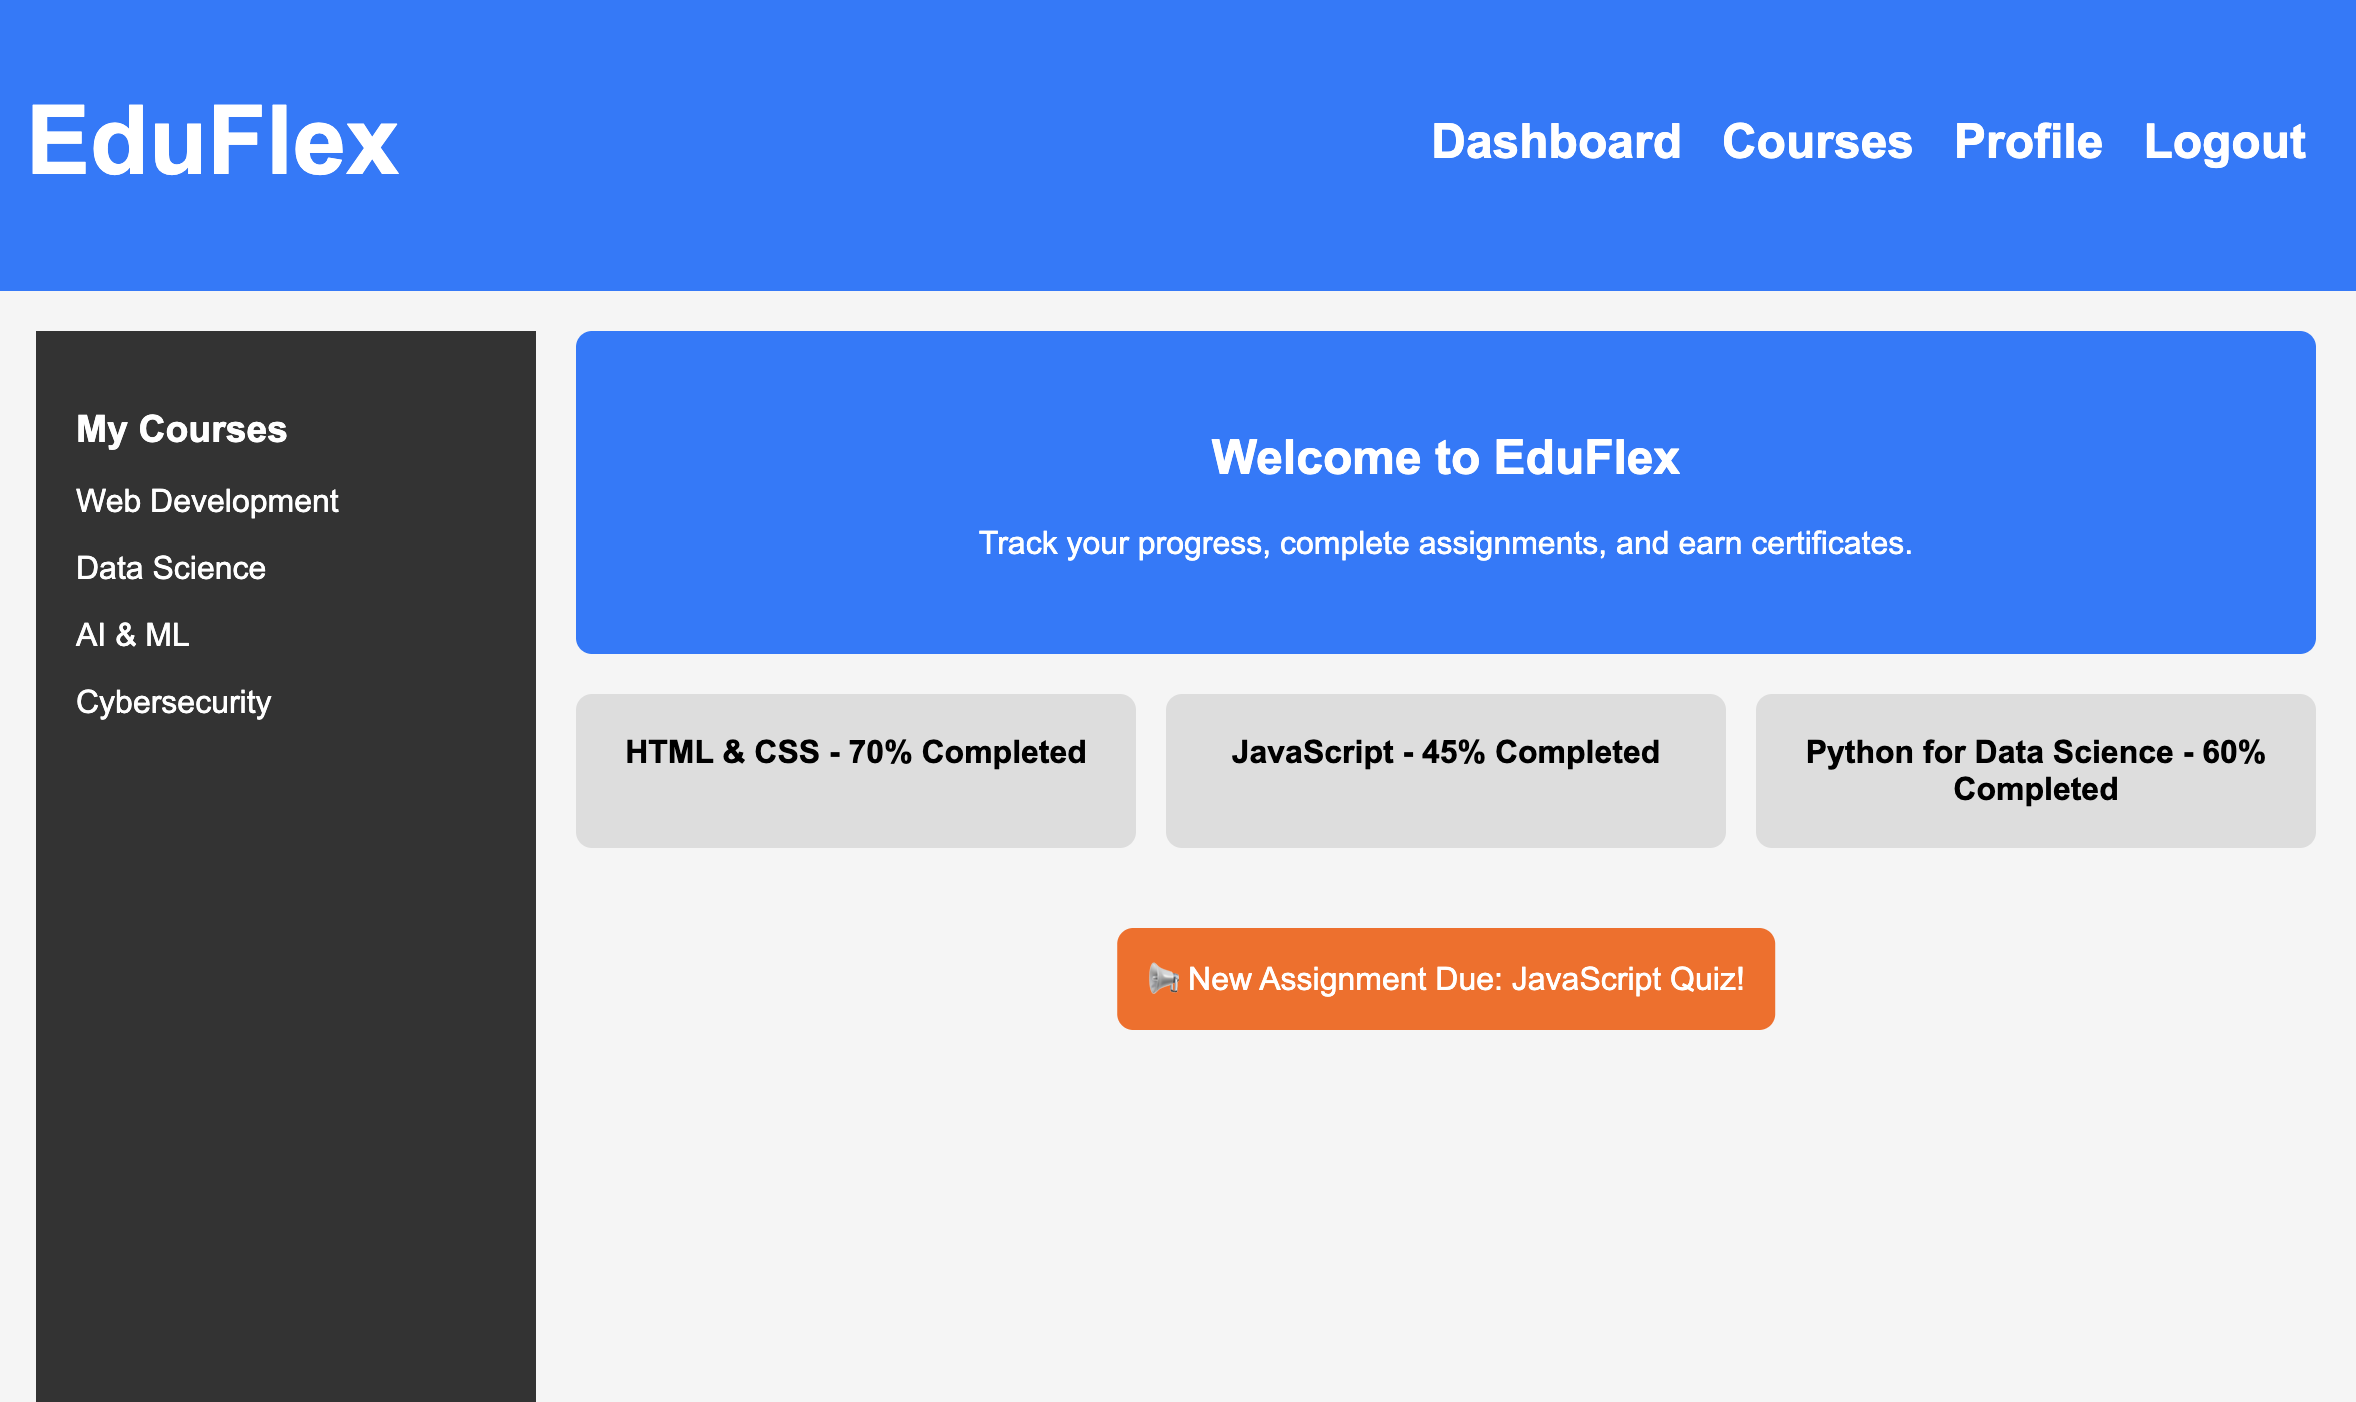 EduFlex
Dashboard Courses Profile Logout
My Courses
Web Development
Data Science
AI & ML
Cybersecurity
Welcome to EduFlex
Track your progress, complete assignments, and earn certificates.
HTML & CSS - 70% Completed
JavaScript - 45% Completed
Python for Data Science - 60%
Completed
📢 New Assignment Due: JavaScript Quiz!